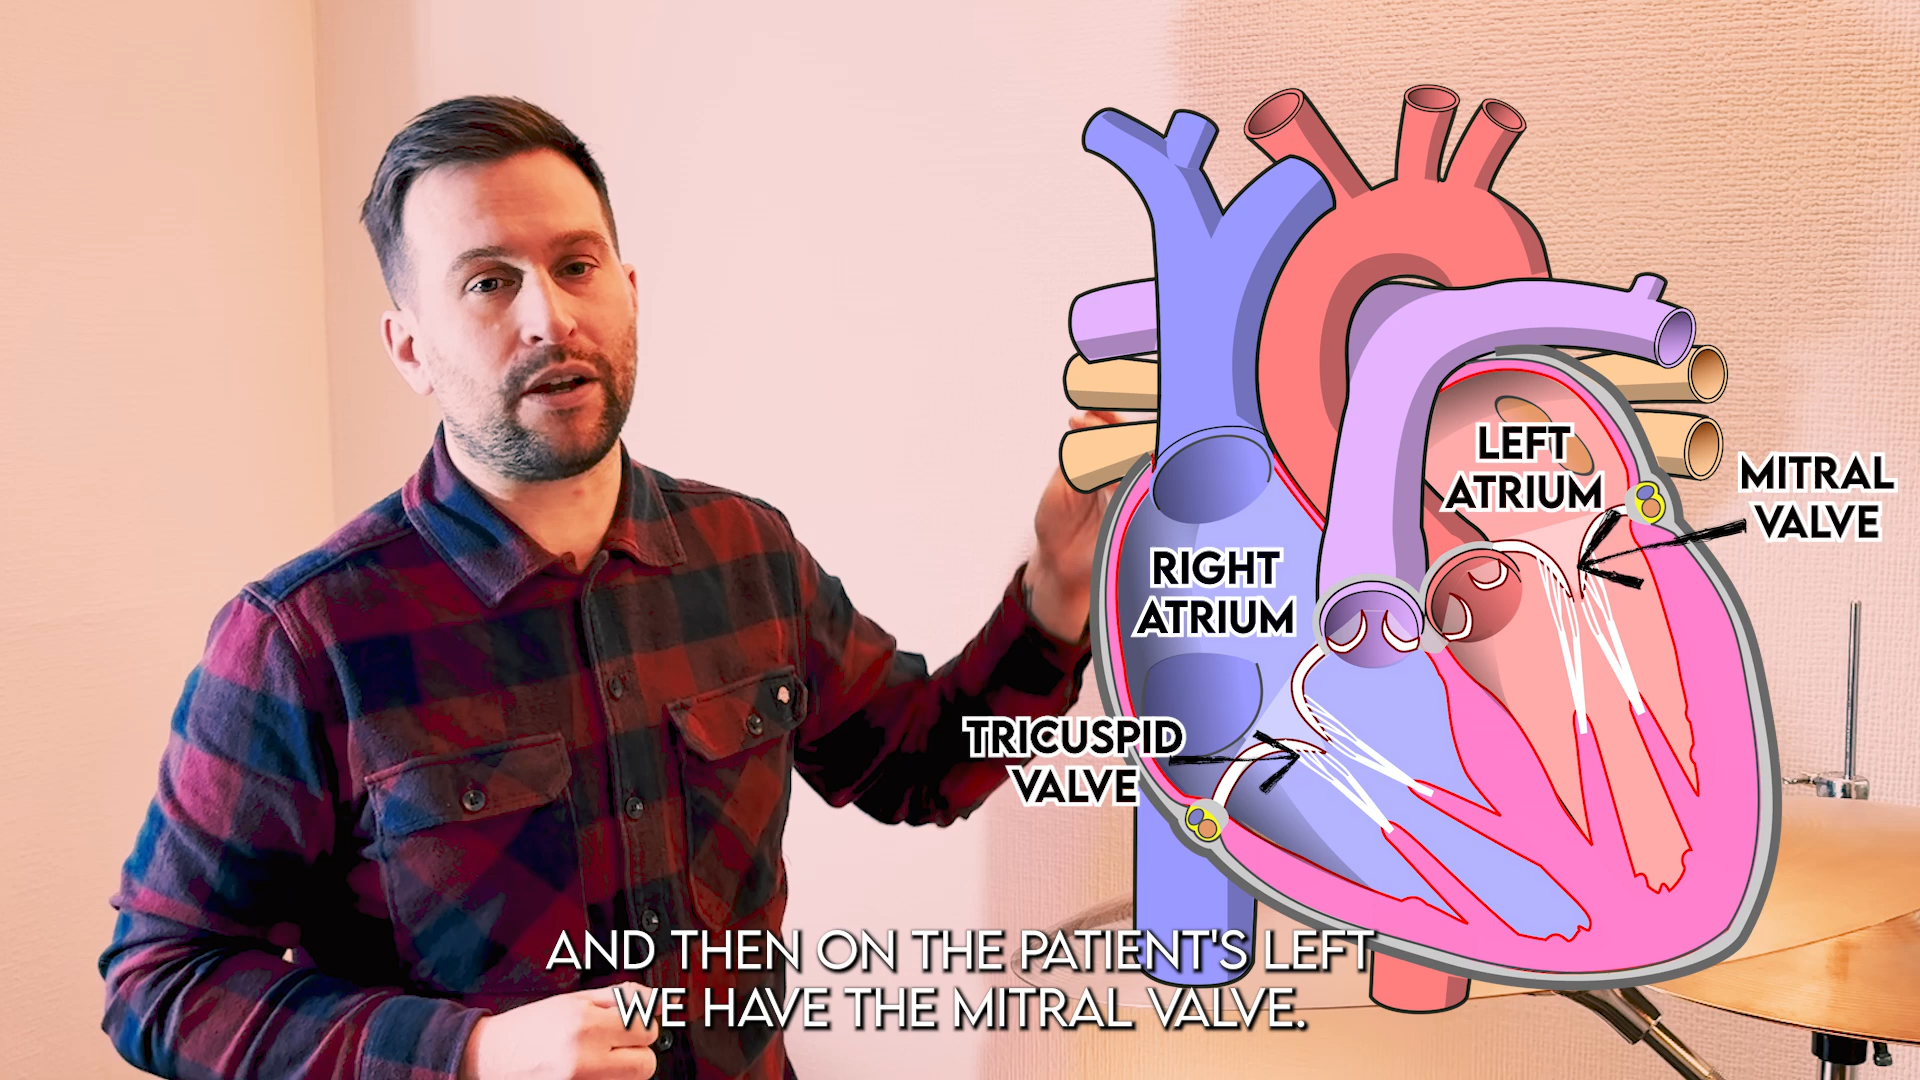 LEFT
ATRIUM
MITRAL
VALVE
RIGHT
ATRIUM
TRICUSPID
VALVE
AND THEN ON THE PATIENT'S LEFT
WE HAVE THE MITRAL VALVE.